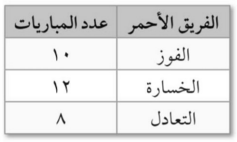 الفريق الأحمر عدد المباريات
الفوز ١٠
الخسارة ١٢
التعادل ٨